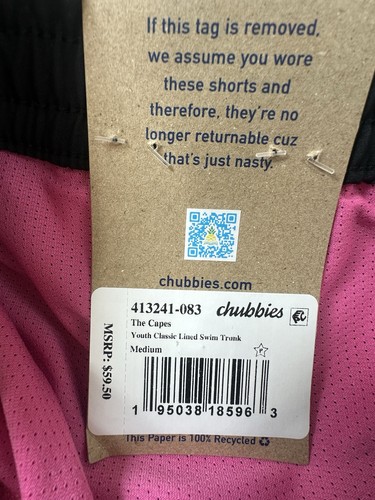 If this tag is removed,
we assume you wore
these shorts and
therefore, they're no
longer returnable cuz
that's just nasty.
chubbies.com
413241-083 chubbies
The Capes
Youth Classic Lined Swim Trunk
Medium
MSRP: $59.50
1 95038 18596 3
This Paper is 100% Recycled